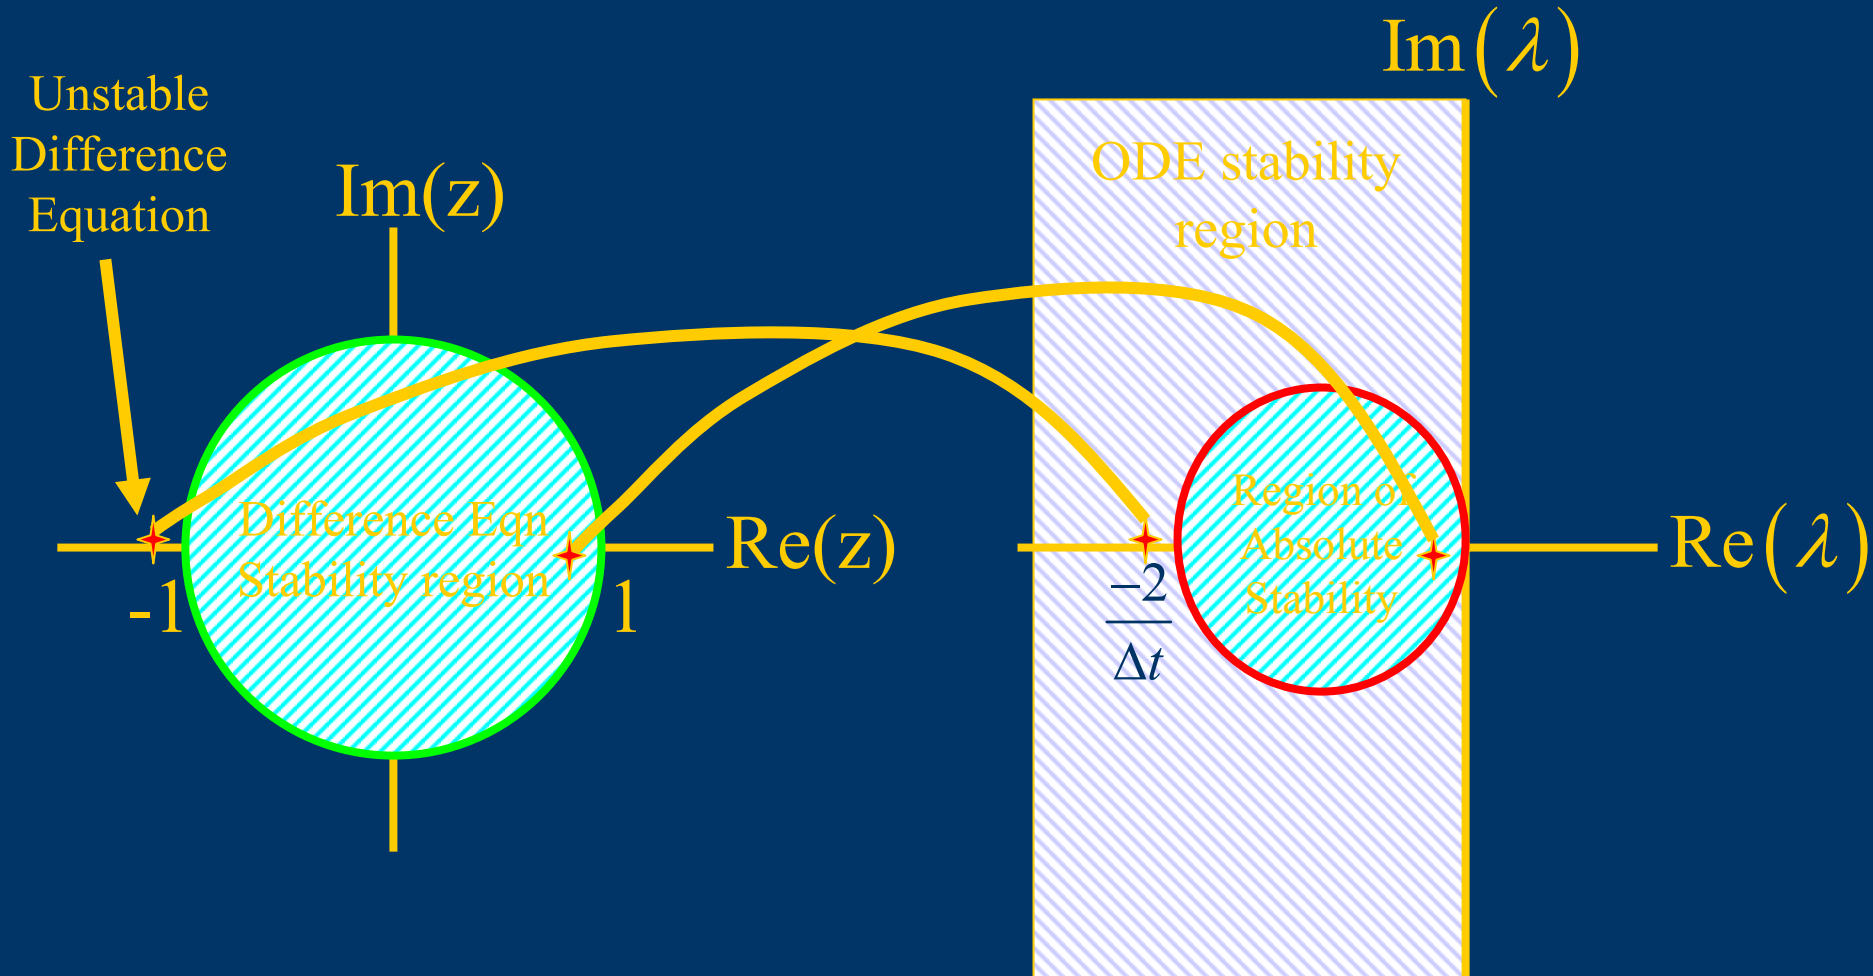 Im(λ)
Unstable
Difference
Equation
Im(z)
ODE stability
region
Difference Eqn
Stability region
-1
1
Re(z)
Region of
Absolute
Stability
−2
Δt
Re(λ)